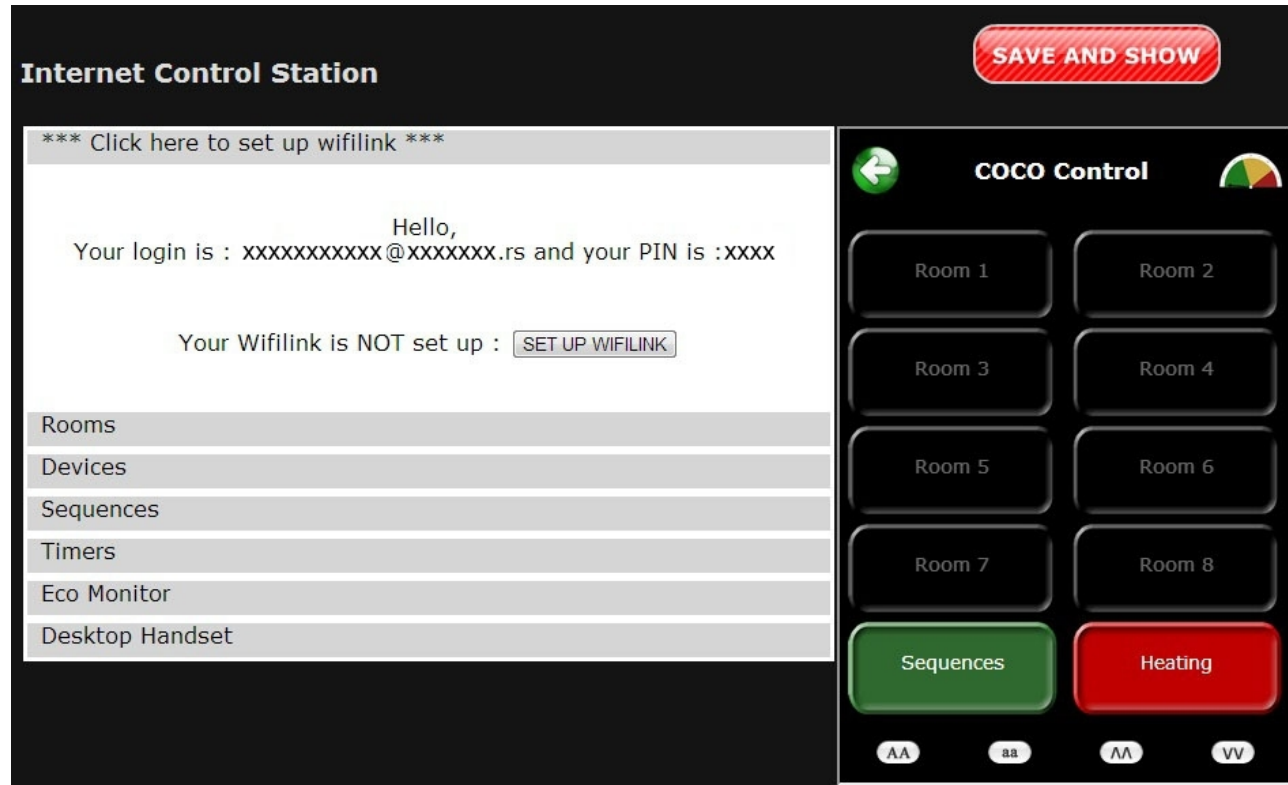 Internet Control Station
SAVE AND SHOW
*** Click here to set up wifilink ***
Hello,
Your login is : xxxxxxxxxxx@xxxxxxx.rs and your PIN is :xxxx
Your Wifilink is NOT set up : SET UP WIFILINK
Rooms
Devices
Sequences
Timers
Eco Monitor
Desktop Handset
COCO Control
Room 1 Room 2
Room 3 Room 4
Room 5 Room 6
Room 7 Room 8
Sequences Heating
AA aa ΛΛ VV